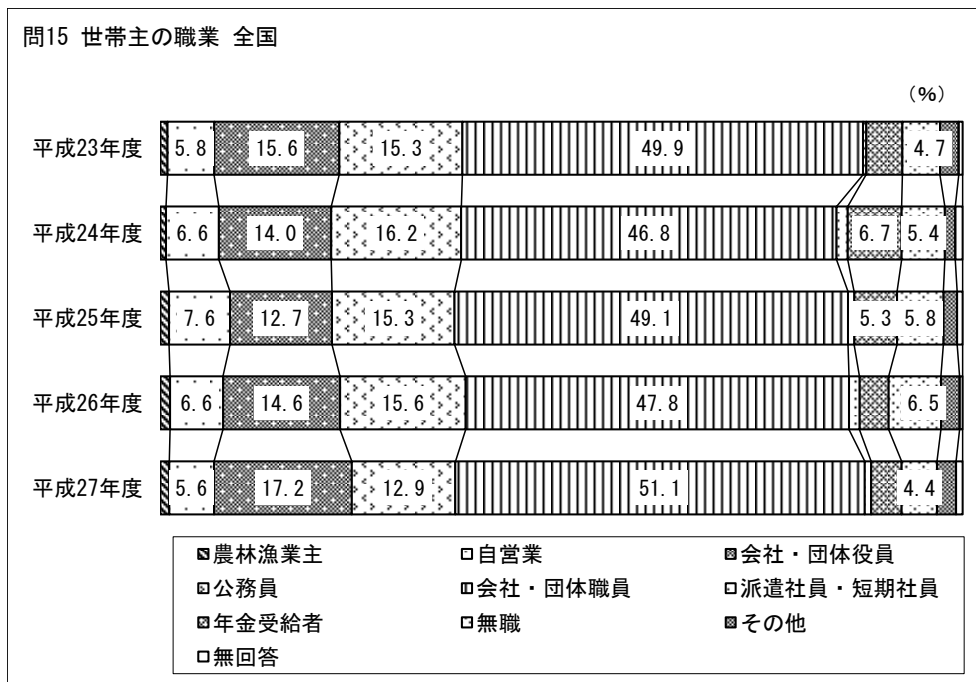 問15 世帯主の職業 全国
(%)
平成23年度 5.8 15.6 15.3 49.9 4.7
平成24年度 6.6 14.0 16.2 46.8 6.7 5.4
平成25年度 7.6 12.7 15.3 49.1 5.3 5.8
平成26年度 6.6 14.6 15.6 47.8 6.5
平成27年度 5.6 17.2 12.9 51.1 4.4
農林漁業主 自営業 会社・団体役員
公務員 会社・団体職員 派遣社員・短期社員
年金受給者 無職 その他
無回答